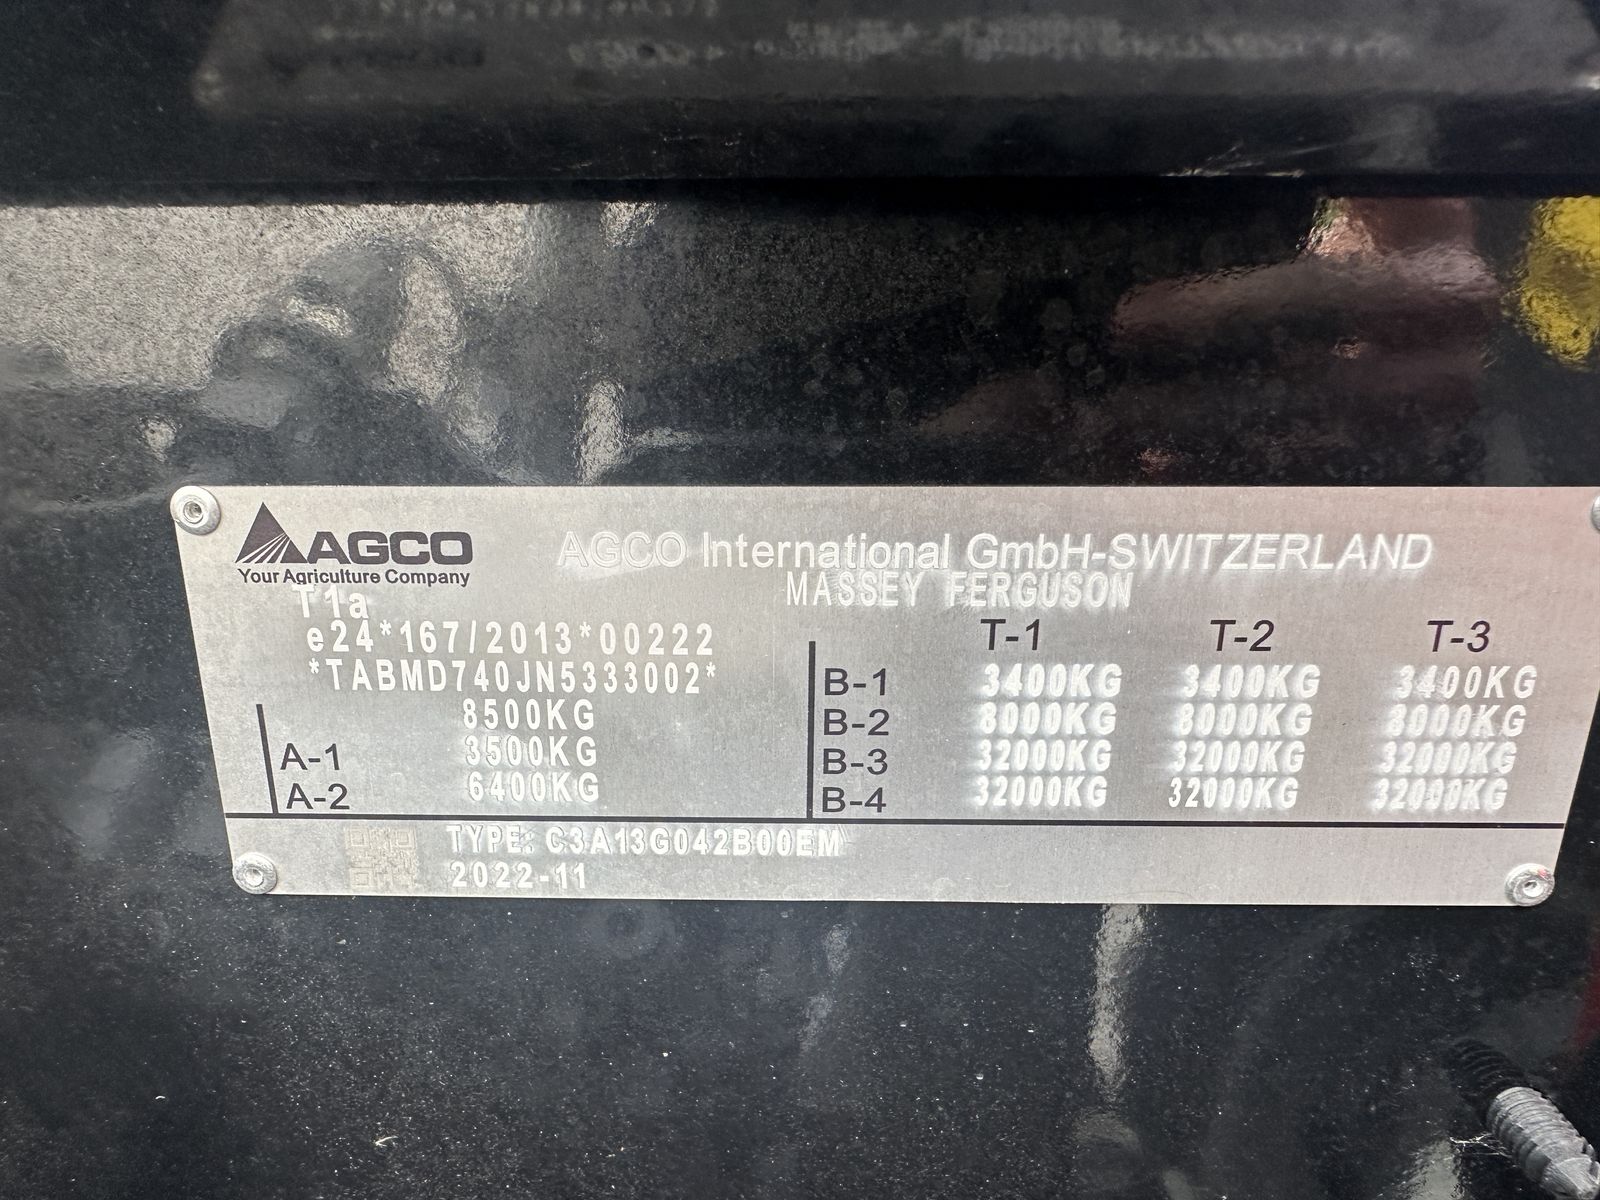 AGCO
Your Agriculture Company
AGCO International GmbH-SWITZERLAND
MASSEY FERGUSON
T1a
e24*167/2013*00222
*TABMD740JN5333002*
8500KG
A-1 3500KG
A-2 6400KG
T-1 T-2 T-3
B-1 3400KG 3400KG 3400KG
B-2 8000KG 8000KG 8000KG
B-3 32000KG 32000KG 32000KG
B-4 32000KG 32000KG 32000KG
TYPE: C3A13G042B00EM
2022-11